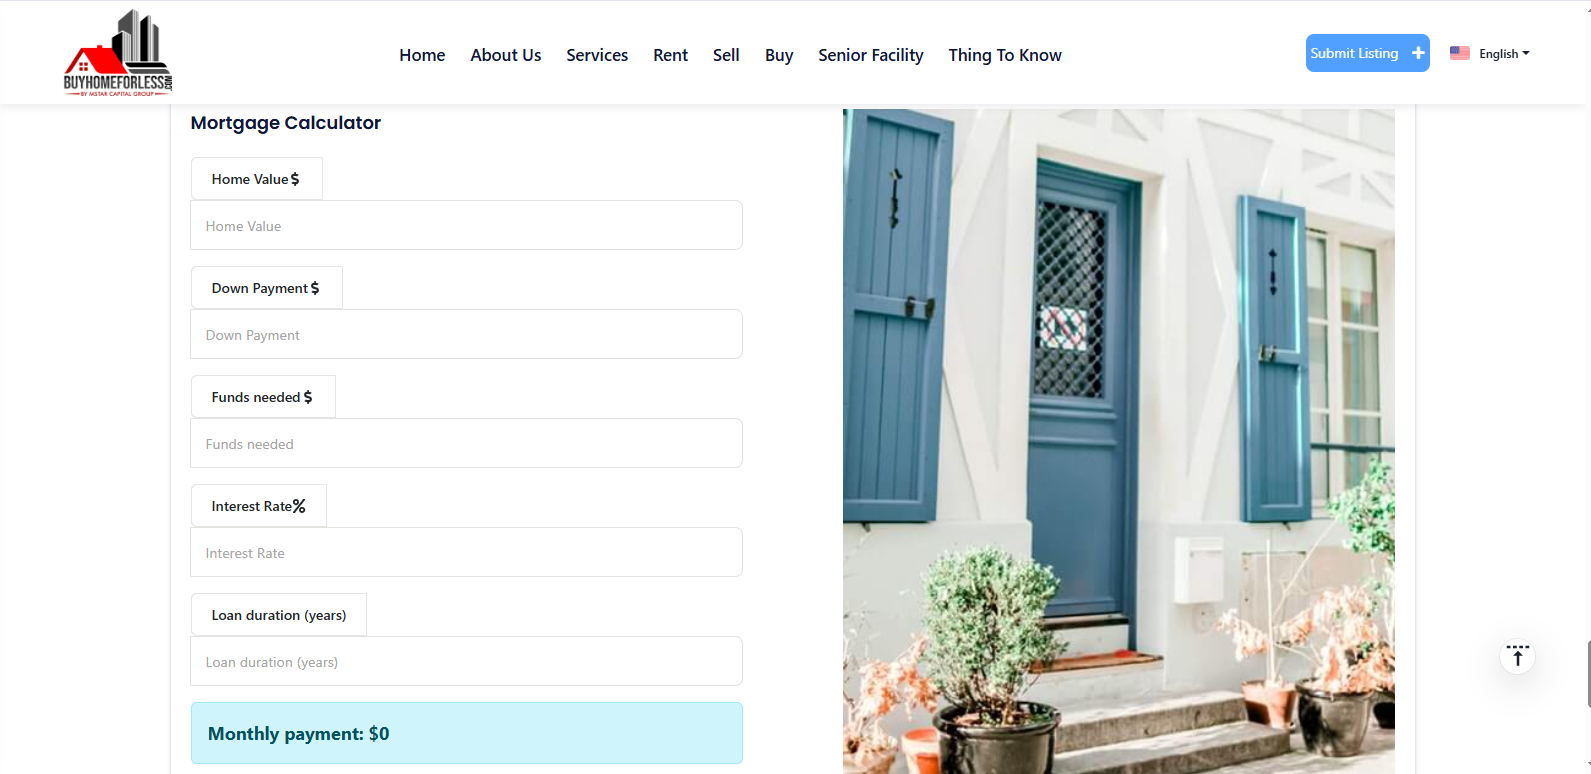 BUYHOMEFORLESS.COM
BY MSTAR CAPITAL GROUP
Home About Us Services Rent Sell Buy Senior Facility Thing To Know
Submit Listing +
English
Mortgage Calculator
Home Value $
Home Value
Down Payment $
Down Payment
Funds needed $
Funds needed
Interest Rate %
Interest Rate
Loan duration (years)
Loan duration (years)
Monthly payment: $0